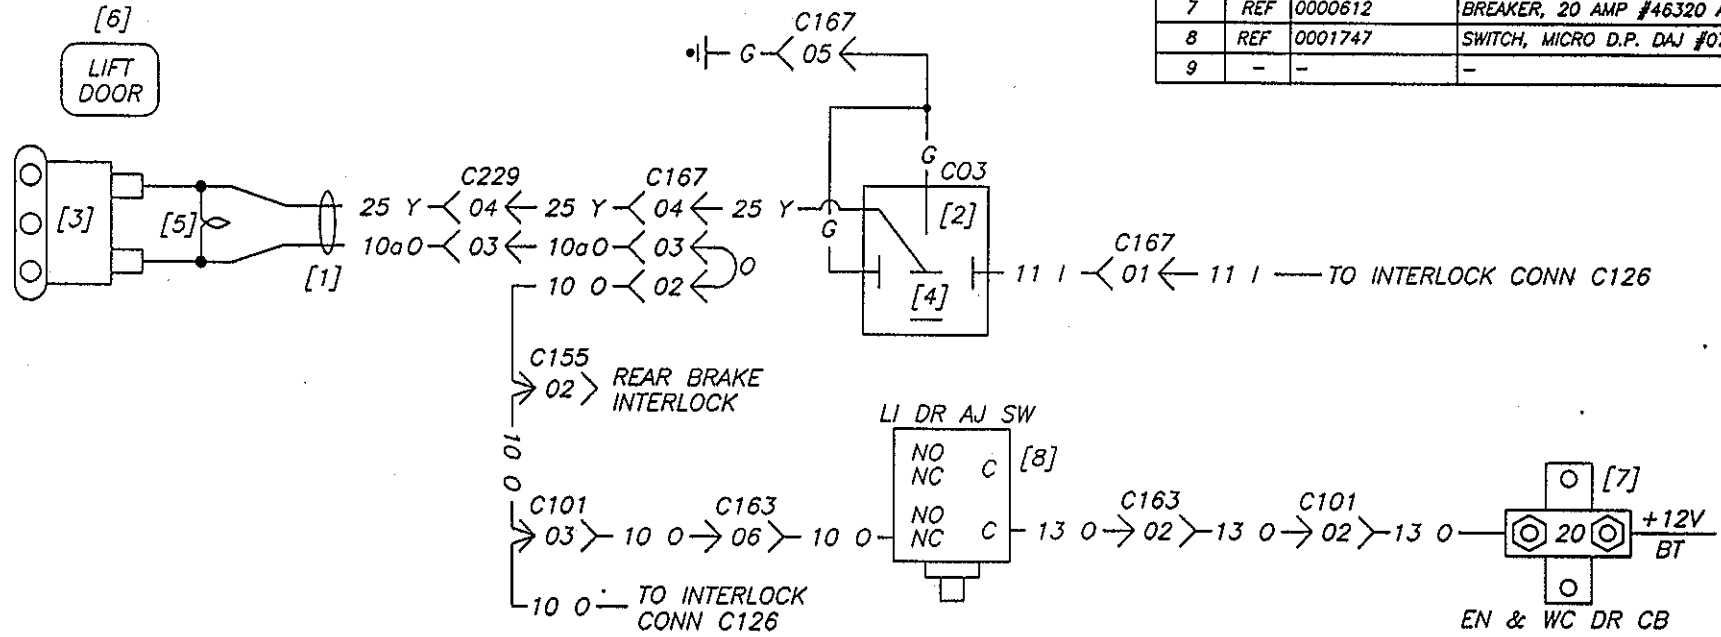 [6]
LIFT
DOOR
7 REF 0000612 BREAKER, 20 AMP #46320
8 REF 0001747 SWITCH, MICRO D.P. DAJ
9 - - -
C167
G 05
G
CO3
[3]
[5]
[1]
C229
C167
25 Y 04 25 Y 04 25 Y
G
[2]
10aO 03 10aO 03
O
10 O 02
[4]
C167
11 I 01 11 I TO INTERLOCK CONN C126
C155
02 REAR BRAKE
INTERLOCK
10 O
LI DR AJ SW
NO
NC C
[8]
NO
NC C
C101
C163
03 10 O 06 10 O
C163
C101
13 O 02 13 O 02 13 O
[7]
20
+12V
BT
EN & WC DR CB
10 O TO INTERLOCK
CONN C126